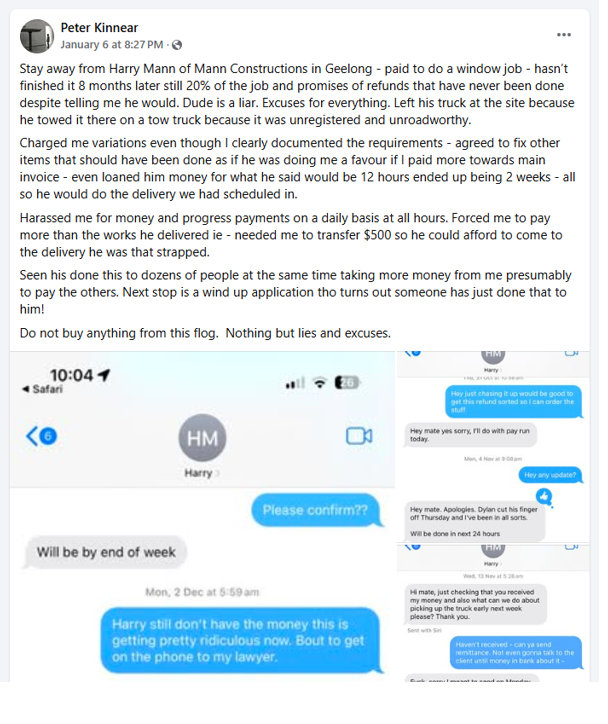 Peter Kinnear
January 6 at 8:27 PM ·
Stay away from Harry Mann of Mann Constructions in Geelong - paid to do a window job - hasn't
finished it 8 months later still 20% of the job and promises of refunds that have never been done
despite telling me he would. Dude is a liar. Excuses for everything. Left his truck at the site because
he towed it there on a tow truck because it was unregistered and unroadworthy.
Charged me variations even though I clearly documented the requirements - agreed to fix other
items that should have been done as if he was doing me a favour if I paid more towards main
invoice - even loaned him money for what he said would be 12 hours ended up being 2 weeks - all
so he would do the delivery we had scheduled in.
Harassed me for money and progress payments on a daily basis at all hours. Forced me to pay
more than the works he delivered ie - needed me to transfer $500 so he could afford to come to
the delivery he was that strapped.
Seen his done this to dozens of people at the same time taking more money from me presumably
to pay the others. Next stop is a wind up application tho turns out someone has just done that to
him!
Do not buy anything from this flog. Nothing but lies and excuses.
10:04
26
Safari
6
HM
Harry
Please confirm??
Will be by end of week
Mon, 2 Dec at 5:59 am
Harry still don't have the money this is
getting pretty ridiculous now. Bout to get
on the phone to my lawyer.
HM
Harry
Hey just chasing it up would be good to
get this refund sorted so I can order the
stuff
Hey mate yes sorry, I'll do with pay run
today.
Mon, 4 Nov at 9:08 am
Hey any update?
Hey mate. Apologies. Dylan cut his finger
off Thursday and I've been in all sorts.
Will be done in next 24 hours
HM
Harry
Wed, 13 Nov at 5:28 am
Hi mate, just checking that you received
my money and also what can we do about
picking up the truck early next week
please? Thank you.
Sent with Siri
Haven't received - can ya send
remittance. Not even gonna talk to the
client until money in bank about it -